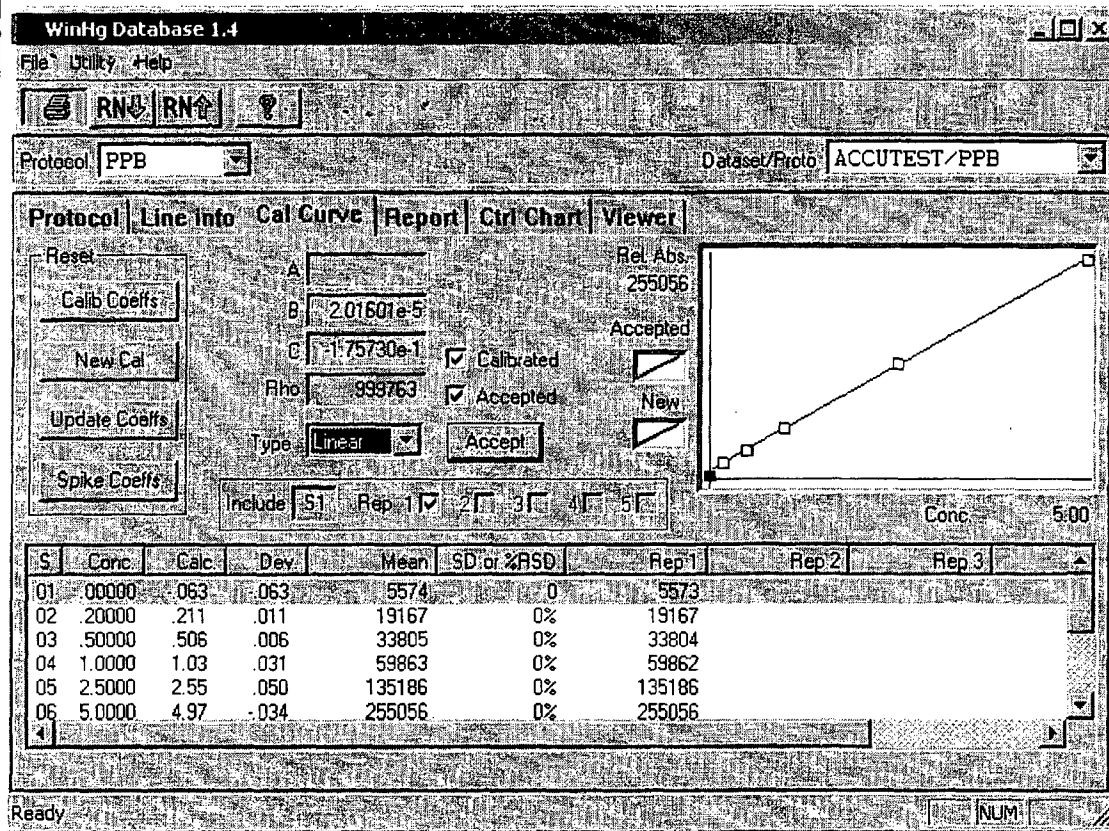 WinHg Database 1.4
File Utility Help
RN RN ?
Protocol PPB Dataset/Proto ACCUTEST/PPB
Protocol Line Info Cal Curve Report Ctrl Chart Viewer
Reset
Calib Coeffs
New Cal
Update Coeffs
Spike Coeffs
A
B 2.01601e-5
C -1.75730e-1
Rho .999763
Type Linear
Calibrated
Accepted
Accept
Rel. Abs.
255056
Accepted
New
Include S1 Rep 1 2 3 4 5
Conc. 5.00
S Conc. Calc. Dev. Mean SD or %RSD Rep 1 Rep 2 Rep 3
01 .00000 -.063 -.063 5574 0 5573
02 .20000 .211 .011 19167 0% 19167
03 .50000 .506 .006 33805 0% 33804
04 1.0000 1.03 .031 59863 0% 59862
05 2.5000 2.55 .050 135186 0% 135186
06 5.0000 4.97 -.034 255056 0% 255056
Ready NUM